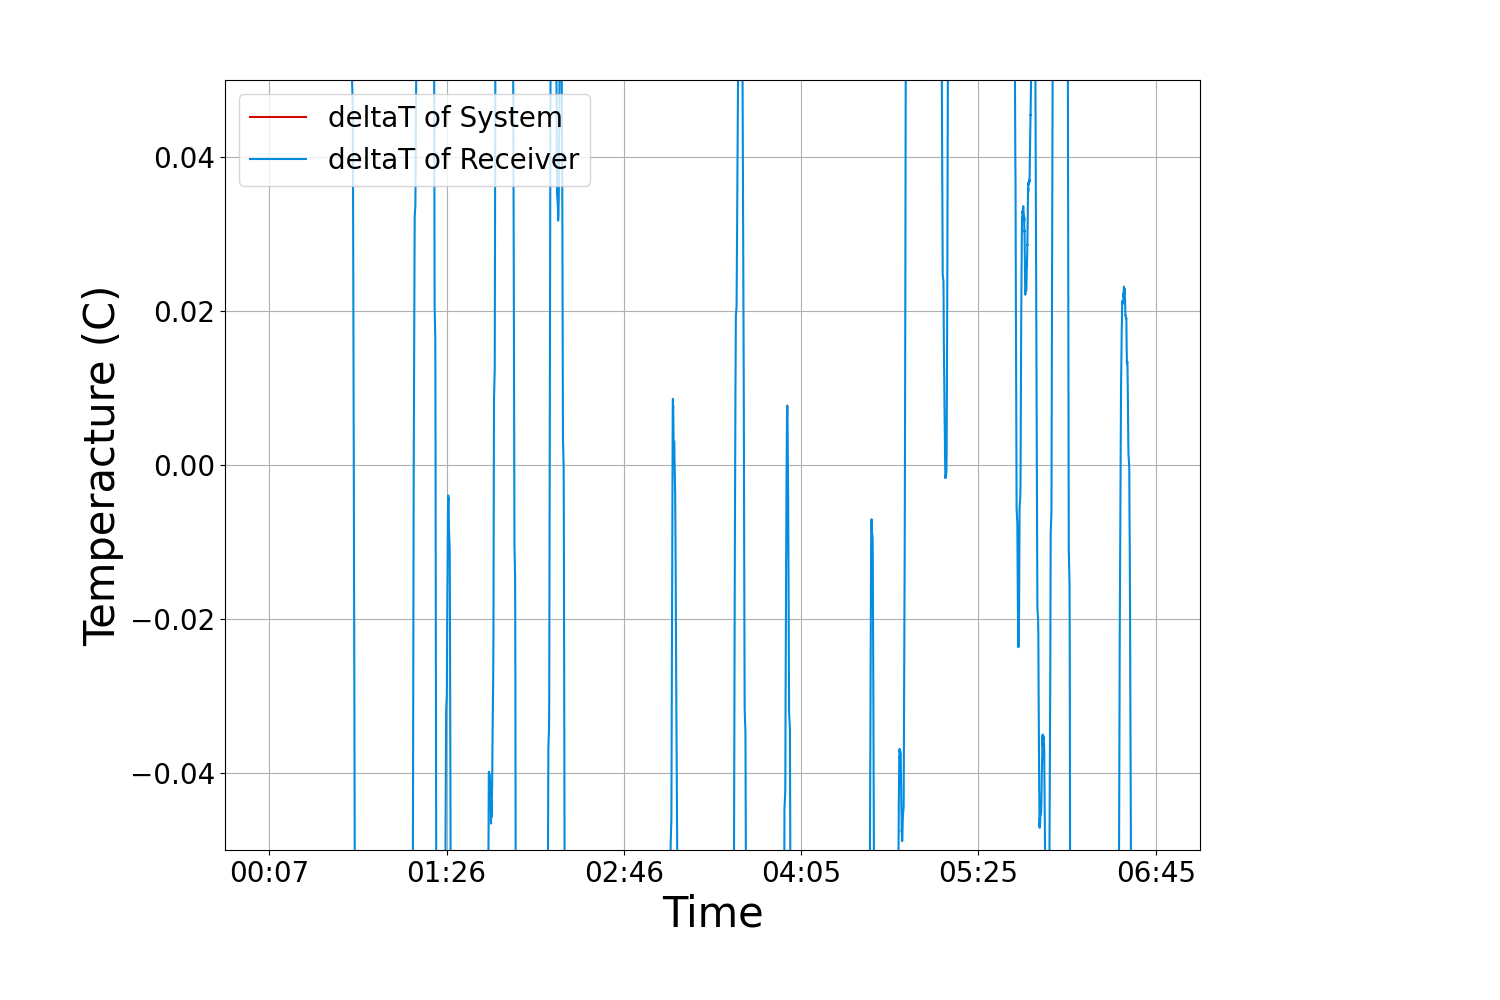 deltaT of System
deltaT of Receiver
0.04
0.02
0.00
−0.02
−0.04
Temperacture (C)
00:07 01:26 02:46 04:05 05:25 06:45
Time